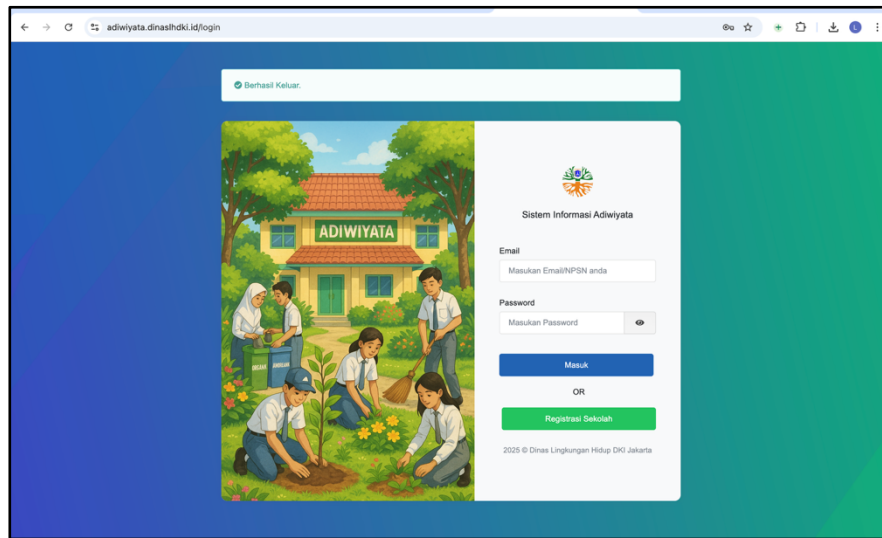 adiwiyata.dinaslhdki.id/login
L
Berhasil Keluar.
ADIWIYATA
Sistem Informasi Adiwiyata
Email
Masukan Email/NPSN anda
Password
Masukan Password
Masuk
OR
Registrasi Sekolah
2025 © Dinas Lingkungan Hidup DKI Jakarta